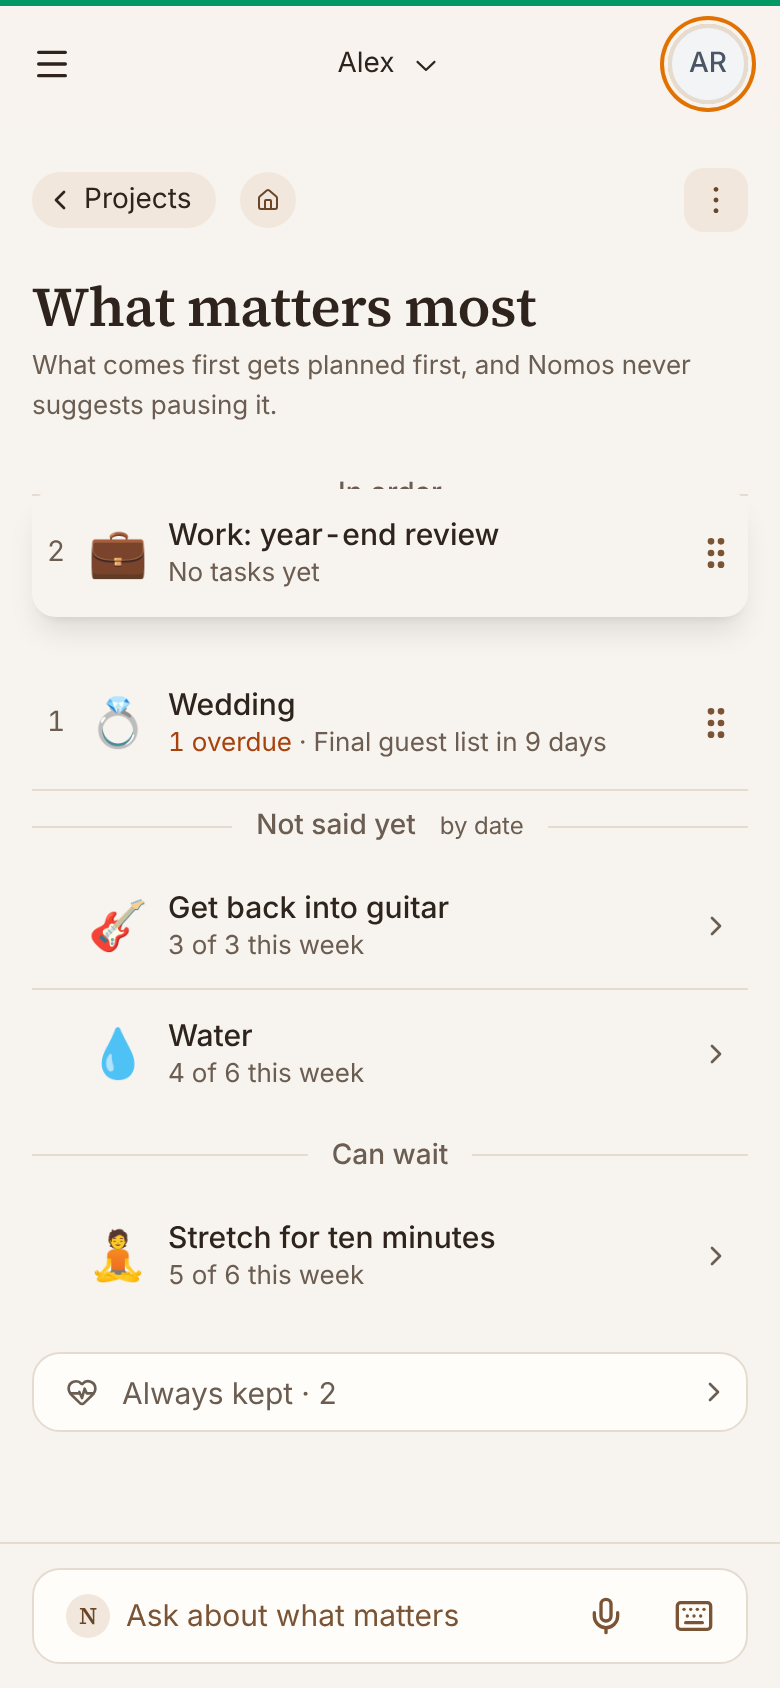 Alex
AR
Projects
What matters most
What comes first gets planned first, and Nomos never
suggests pausing it.
In order
2
Work: year-end review
No tasks yet
1
Wedding
1 overdue · Final guest list in 9 days
Not said yet by date
Get back into guitar
3 of 3 this week
Water
4 of 6 this week
Can wait
Stretch for ten minutes
5 of 6 this week
Always kept · 2
N Ask about what matters